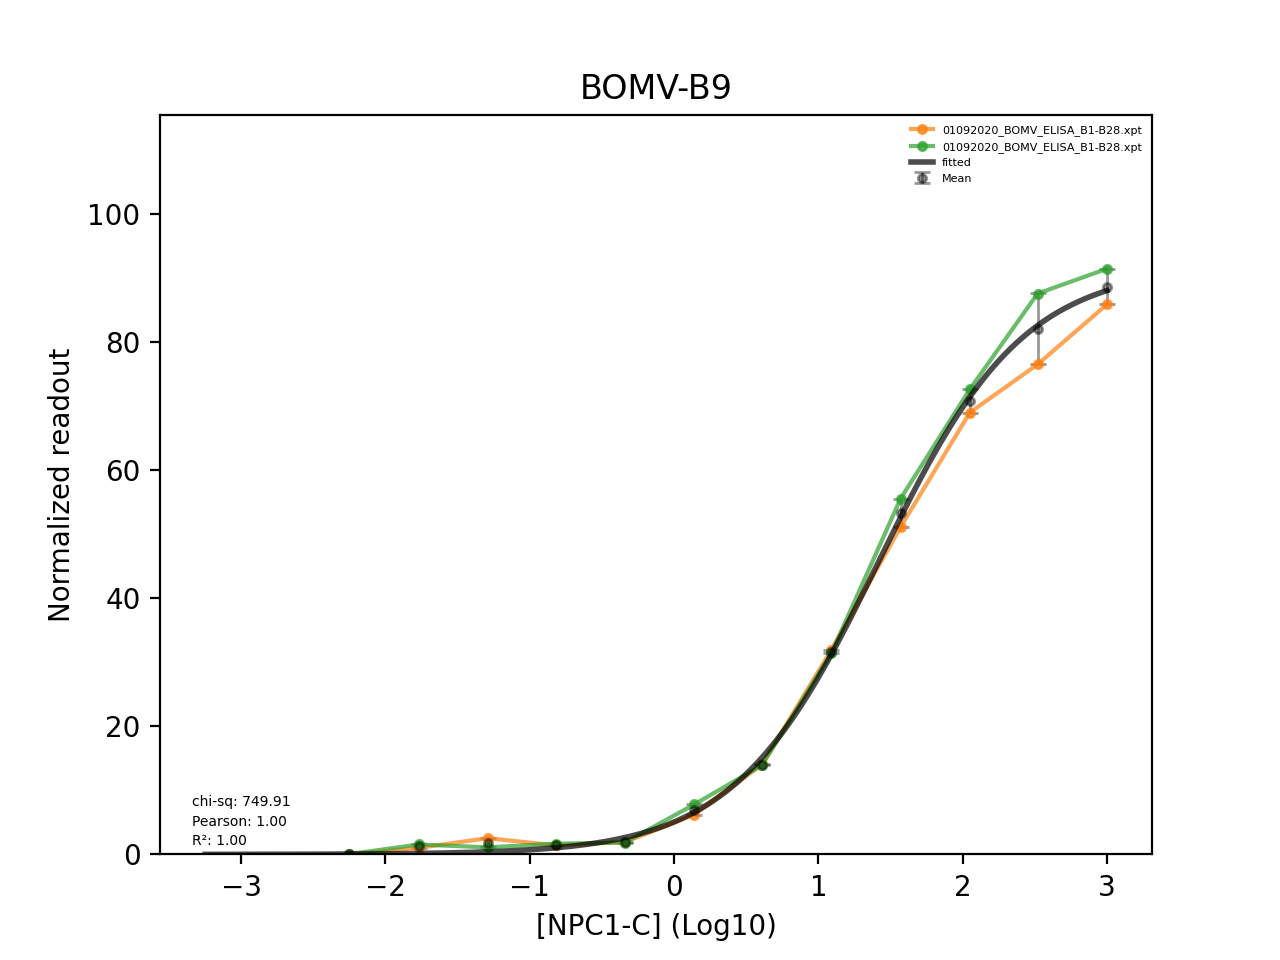 BOMV-B9
01092020_BOMV_ELISA_B1-B28.xpt
01092020_BOMV_ELISA_B1-B28.xpt
fitted
Mean
Normalized readout
100
80
60
40
20
0
chi-sq: 749.91
Pearson: 1.00
R²: 1.00
−3 −2 −1 0 1 2 3
[NPC1-C] (Log10)